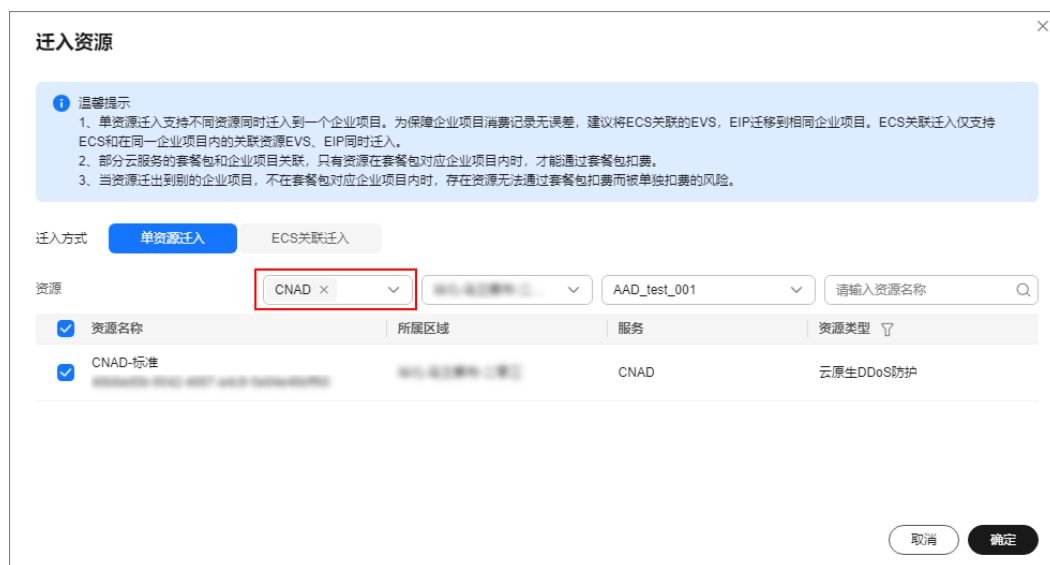 迁入资源
温馨提示
1、单资源迁入支持不同资源同时迁入到一个企业项目。为保障企业项目消费记录无误差，建议将ECS关联的EVS，EIP迁移到相同企业项目。ECS关联迁入仅支持
ECS和在同一企业项目内的关联资源EVS、EIP同时迁入。
2、部分云服务的套餐包和企业项目关联，只有资源在套餐包对应企业项目内时，才能通过套餐包扣费。
3、当资源迁出到别的企业项目，不在套餐包对应企业项目内时，存在资源无法通过套餐包扣费而被单独扣费的风险。
迁入方式 单资源迁入 ECS关联迁入
资源 CNAD × AAD_test_001 请输入资源名称
资源名称 所属区域 服务 资源类型
CNAD-标准
CNAD 云原生DDoS防护
取消 确定